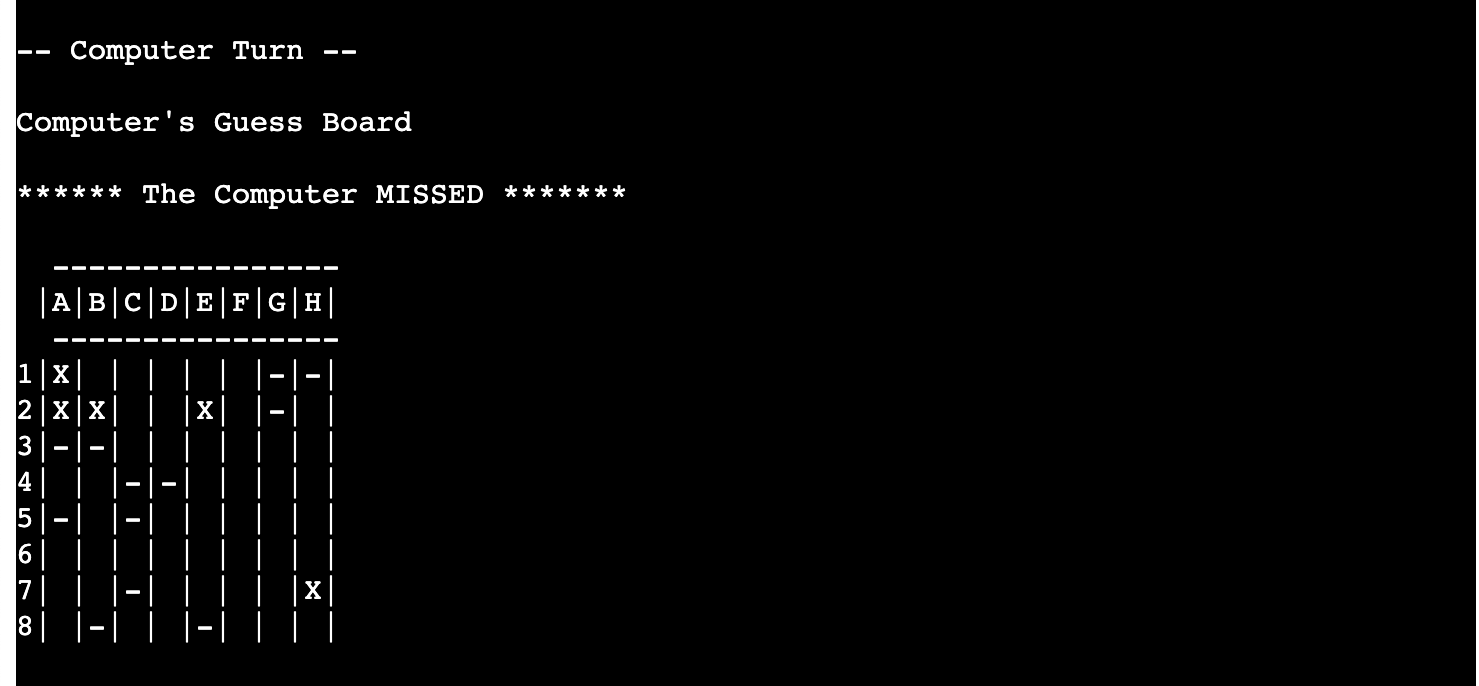 -- Computer Turn --
Computer's Guess Board
****** The Computer MISSED *******
  ----------------
 |A|B|C|D|E|F|G|H|
  ----------------
1|X| | | | | |-|-|
2|X|X| | |X| |-| |
3|-|-| | | | | | |
4| | |-|-| | | | |
5|-| |-| | | | | |
6| | | | | | | | |
7| | |-| | | | |X|
8| |-| | |-| | | |